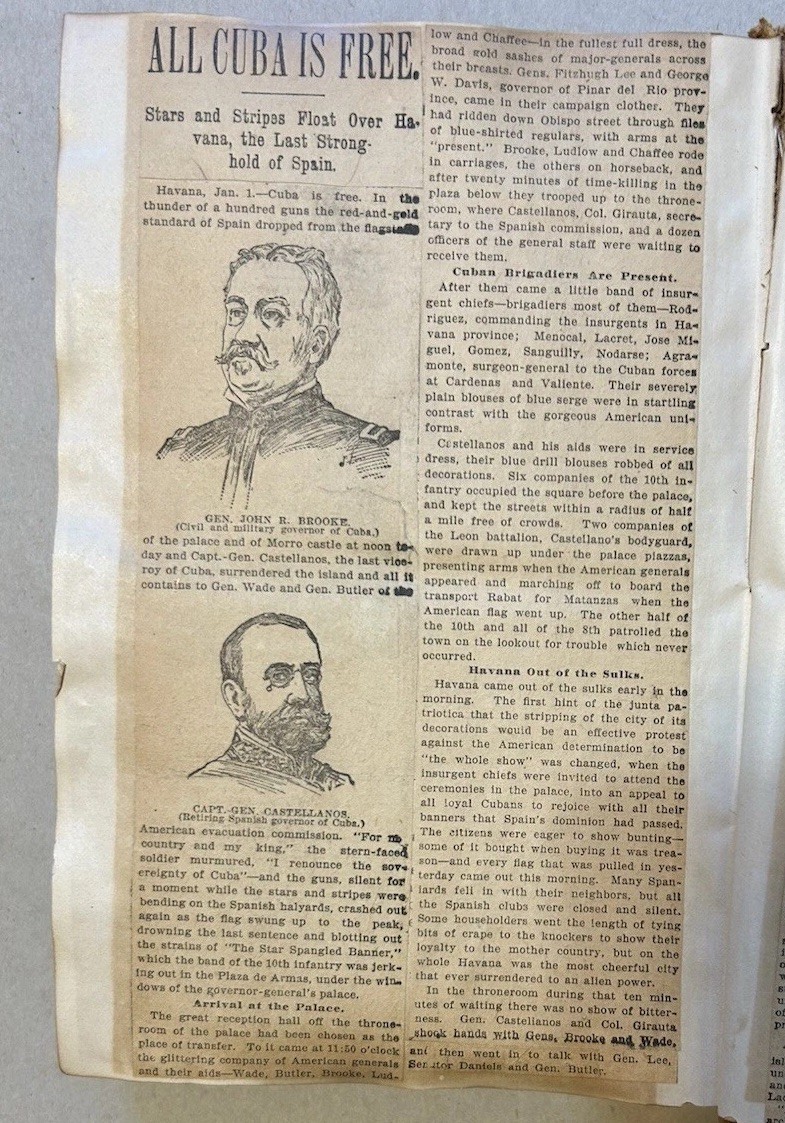 ALL CUBA IS FREE.
Stars and Stripes Float Over Ha-
vana, the Last Strong-
hold of Spain.
Havana, Jan. 1.—Cuba is free. In the
thunder of a hundred guns the red-and-gold
standard of Spain dropped from the flagstaffs
GEN. JOHN R. BROOKE.
(Civil and military governor of Cuba.)
of the palace and of Morro castle at noon to-
day and Capt.-Gen. Castellanos, the last vice-
roy of Cuba, surrendered the island and all it
contains to Gen. Wade and Gen. Butler of the
CAPT.-GEN. CASTELLANOS.
(Retiring Spanish governor of Cuba.)
American evacuation commission. "For my
country and my king," the stern-faced
soldier murmured, "I renounce the sov-
ereignty of Cuba"—and the guns, silent for
a moment while the stars and stripes were
bending on the Spanish halyards, crashed out
again as the flag swung up to the peak,
drowning the last sentence and blotting out
the strains of "The Star Spangled Banner,"
which the band of the 10th infantry was jerk-
ing out in the Plaza de Armas, under the win-
dows of the governor-general's palace.
Arrival at the Palace.
The great reception hall off the throne-
room of the palace had been chosen as the
place of transfer. To it came at 11:50 o'clock
the glittering company of American generals
and their aids—Wade, Butler, Brooke, Lud-
low and Chaffee—in the fullest full dress, the
broad gold sashes of major-generals across
their breasts. Gens. Fitzhugh Lee and George
W. Davis, governor of Pinar del Rio prov-
ince, came in their campaign clother. They
had ridden down Obispo street through files
of blue-shirted regulars, with arms at the
"present." Brooke, Ludlow and Chaffee rode
in carriages, the others on horseback, and
after twenty minutes of time-killing in the
plaza below they trooped up to the throne-
room, where Castellanos, Col. Girauta, secre-
tary to the Spanish commission, and a dozen
officers of the general staff were waiting to
receive them.
Cuban Brigadiers Are Present.
After them came a little band of insur-
gent chiefs—brigadiers most of them—Rod-
riguez, commanding the insurgents in Ha-
vana province; Menocal, Lacret, Jose Mi-
guel, Gomez, Sanguilly, Nodarse; Agra-
monte, surgeon-general to the Cuban forces
at Cardenas and Valiente. Their severely
plain blouses of blue serge were in startling
contrast with the gorgeous American uni-
forms.
Castellanos and his aids were in service
dress, their blue drill blouses robbed of all
decorations. Six companies of the 10th in-
fantry occupied the square before the palace,
and kept the streets within a radius of half
a mile free of crowds. Two companies of
the Leon battalion, Castellano's bodyguard,
were drawn up under the palace piazzas,
presenting arms when the American generals
appeared and marching off to board the
transport Rabat for Matanzas when the
American flag went up. The other half of
the 10th and all of the 8th patrolled the
town on the lookout for trouble which never
occurred.
Havana Out of the Sulks.
Havana came out of the sulks early in the
morning. The first hint of the junta pa-
triotica that the stripping of the city of its
decorations would be an effective protest
against the American determination to be
"the whole show" was changed, when the
insurgent chiefs were invited to attend the
ceremonies in the palace, into an appeal to
all loyal Cubans to rejoice with all their
banners that Spain's dominion had passed.
The citizens were eager to show bunting—
some of it bought when buying it was trea-
son—and every flag that was pulled in yes-
terday came out this morning. Many Span-
iards fell in with their neighbors, but all
the Spanish clubs were closed and silent.
Some householders went the length of tying
bits of crape to the knockers to show their
loyalty to the mother country, but on the
whole Havana was the most cheerful city
that ever surrendered to an alien power.
In the throneroom during that ten min-
utes of waiting there was no show of bitter-
ness. Gen. Castellanos and Col. Girauta
shook hands with Gens. Brooke and Wade,
and then went in to talk with Gen. Lee,
Senator Daniels and Gen. Butler.